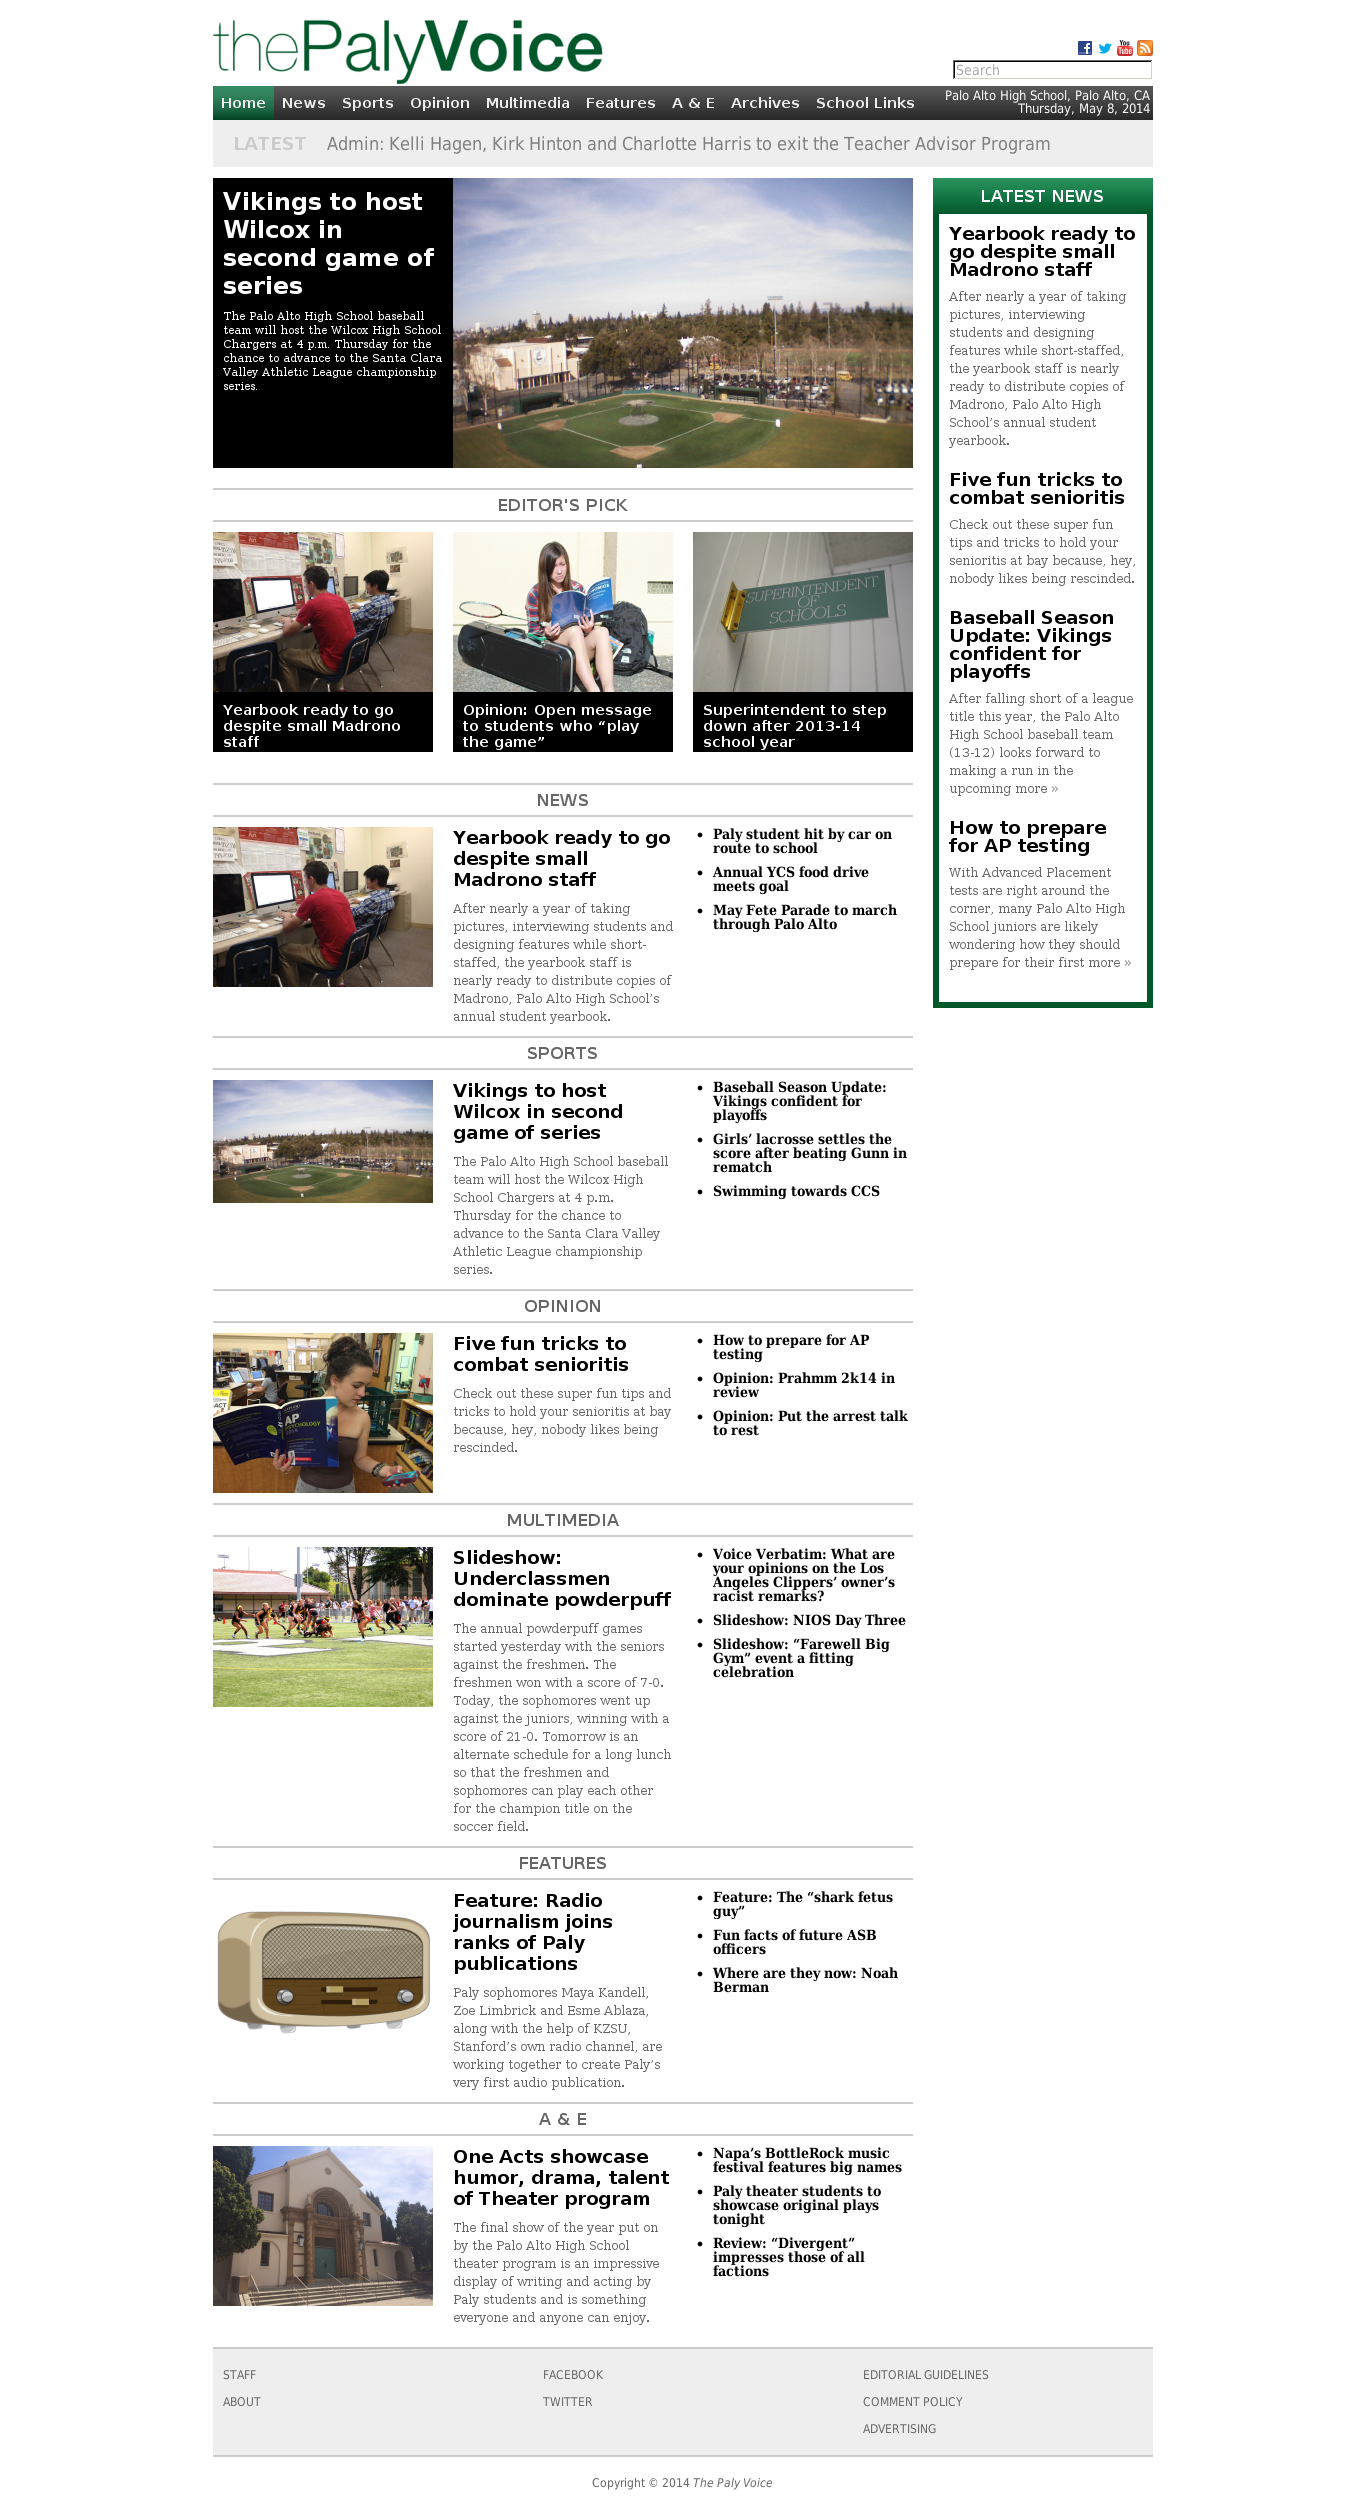 thePalyVoice
Search
Home News Sports Opinion Multimedia Features A & E Archives School Links
Palo Alto High School, Palo Alto, CA
Thursday, May 8, 2014
LATEST Admin: Kelli Hagen, Kirk Hinton and Charlotte Harris to exit the Teacher Advisor Program
Vikings to host
Wilcox in
second game of
series
The Palo Alto High School baseball
team will host the Wilcox High School
Chargers at 4 p.m. Thursday for the
chance to advance to the Santa Clara
Valley Athletic League championship
series.
EDITOR'S PICK
SUPERINTENDENT
OF
SCHOOLS
Yearbook ready to go
despite small Madrono
staff
Opinion: Open message
to students who “play
the game”
Superintendent to step
down after 2013-14
school year
NEWS
Yearbook ready to go
despite small
Madrono staff
After nearly a year of taking
pictures, interviewing students and
designing features while short-
staffed, the yearbook staff is
nearly ready to distribute copies of
Madrono, Palo Alto High School’s
annual student yearbook.
Paly student hit by car on
route to school
Annual YCS food drive
meets goal
May Fete Parade to march
through Palo Alto
SPORTS
Vikings to host
Wilcox in second
game of series
The Palo Alto High School baseball
team will host the Wilcox High
School Chargers at 4 p.m.
Thursday for the chance to
advance to the Santa Clara Valley
Athletic League championship
series.
Baseball Season Update:
Vikings confident for
playoffs
Girls’ lacrosse settles the
score after beating Gunn in
rematch
Swimming towards CCS
OPINION
AP
Five fun tricks to
combat senioritis
Check out these super fun tips and
tricks to hold your senioritis at bay
because, hey, nobody likes being
rescinded.
How to prepare for AP
testing
Opinion: Prahmm 2k14 in
review
Opinion: Put the arrest talk
to rest
MULTIMEDIA
Slideshow:
Underclassmen
dominate powderpuff
The annual powderpuff games
started yesterday with the seniors
against the freshmen. The
freshmen won with a score of 7-0.
Today, the sophomores went up
against the juniors, winning with a
score of 21-0. Tomorrow is an
alternate schedule for a long lunch
so that the freshmen and
sophomores can play each other
for the champion title on the
soccer field.
Voice Verbatim: What are
your opinions on the Los
Angeles Clippers’ owner’s
racist remarks?
Slideshow: NIOS Day Three
Slideshow: “Farewell Big
Gym” event a fitting
celebration
FEATURES
Feature: Radio
journalism joins
ranks of Paly
publications
Paly sophomores Maya Kandell,
Zoe Limbrick and Esme Ablaza,
along with the help of KZSU,
Stanford’s own radio channel, are
working together to create Paly’s
very first audio publication.
Feature: The “shark fetus
guy”
Fun facts of future ASB
officers
Where are they now: Noah
Berman
A & E
One Acts showcase
humor, drama, talent
of Theater program
The final show of the year put on
by the Palo Alto High School
theater program is an impressive
display of writing and acting by
Paly students and is something
everyone and anyone can enjoy.
Napa’s BottleRock music
festival features big names
Paly theater students to
showcase original plays
tonight
Review: “Divergent”
impresses those of all
factions
LATEST NEWS
Yearbook ready to
go despite small
Madrono staff
After nearly a year of taking
pictures, interviewing
students and designing
features while short-staffed,
the yearbook staff is nearly
ready to distribute copies of
Madrono, Palo Alto High
School’s annual student
yearbook.
Five fun tricks to
combat senioritis
Check out these super fun
tips and tricks to hold your
senioritis at bay because, hey,
nobody likes being rescinded.
Baseball Season
Update: Vikings
confident for
playoffs
After falling short of a league
title this year, the Palo Alto
High School baseball team
(13-12) looks forward to
making a run in the
upcoming more »
How to prepare
for AP testing
With Advanced Placement
tests are right around the
corner, many Palo Alto High
School juniors are likely
wondering how they should
prepare for their first more »
STAFF
ABOUT
FACEBOOK
TWITTER
EDITORIAL GUIDELINES
COMMENT POLICY
ADVERTISING
Copyright © 2014 The Paly Voice